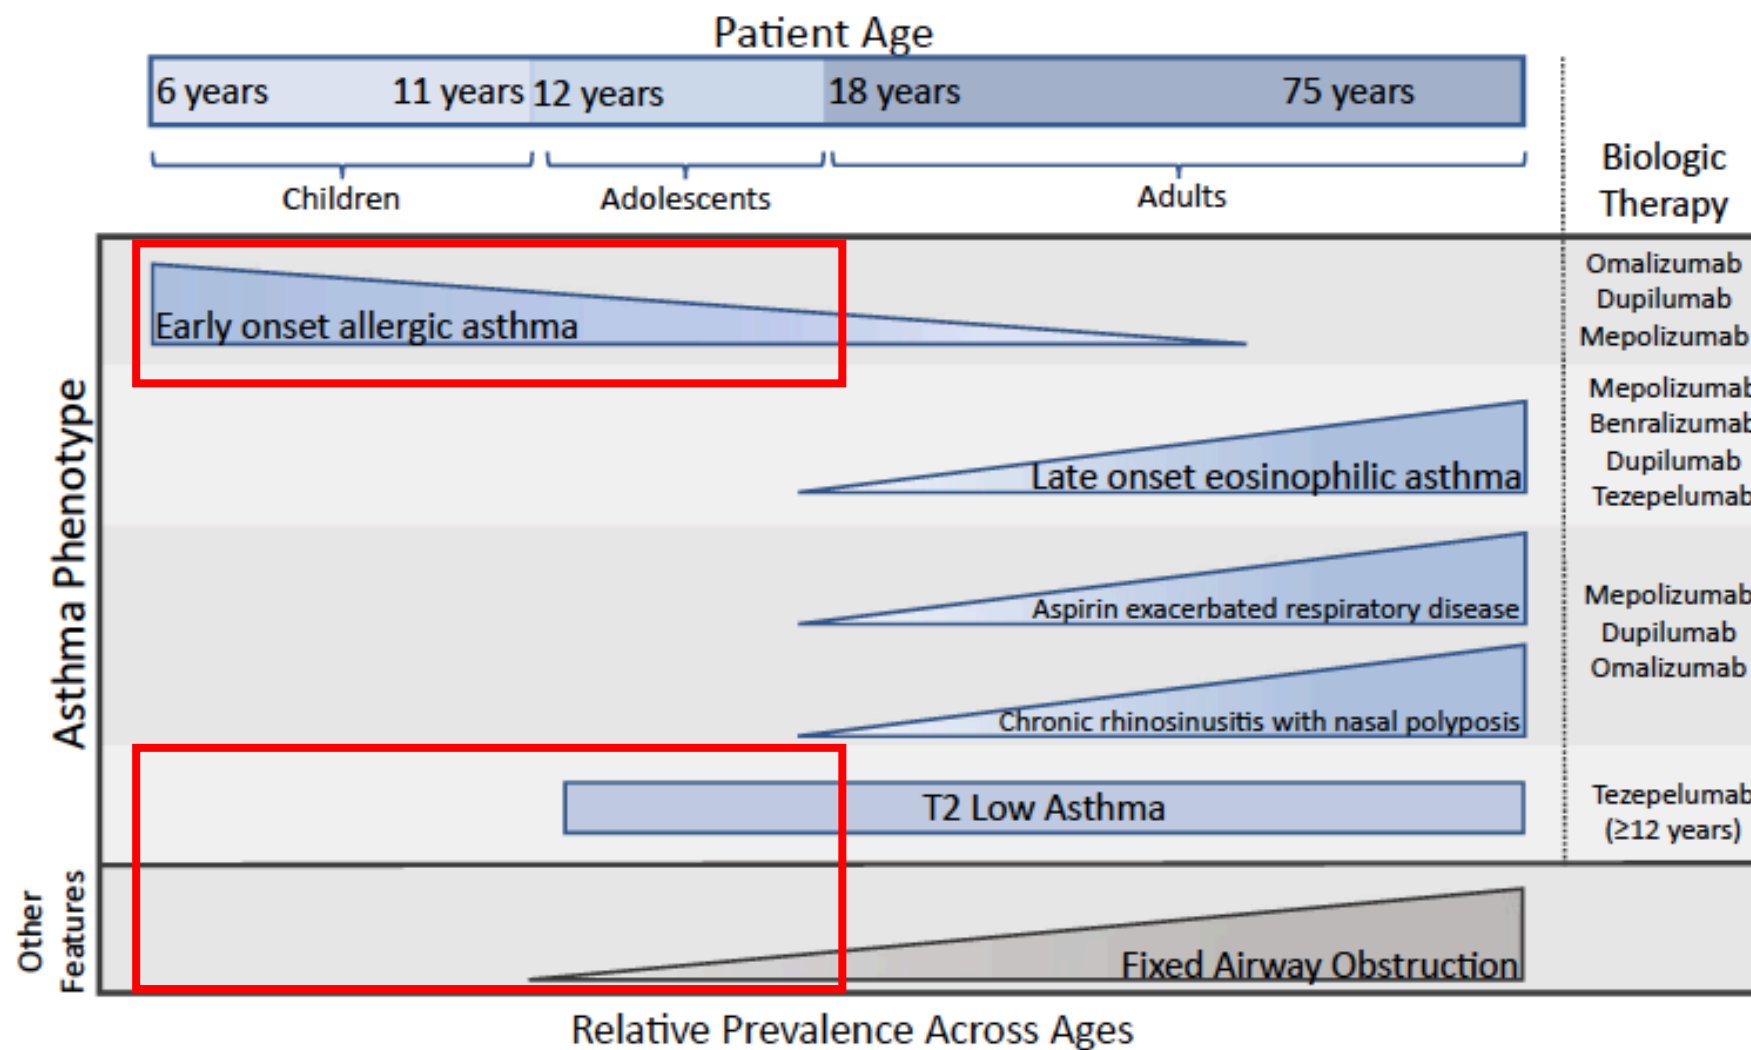 Patient Age
6 years 11 years 12 years 18 years 75 years
Children Adolescents Adults
Biologic
Therapy
Asthma Phenotype
Early onset allergic asthma
Omalizumab
Dupilumab
Mepolizumab
Late onset eosinophilic asthma
Mepolizumab
Benralizumab
Dupilumab
Tezepelumab
Aspirin exacerbated respiratory disease
Chronic rhinosinusitis with nasal polyposis
Mepolizumab
Dupilumab
Omalizumab
T2 Low Asthma
Tezepelumab
(≥12 years)
Other
Features
Fixed Airway Obstruction
Relative Prevalence Across Ages